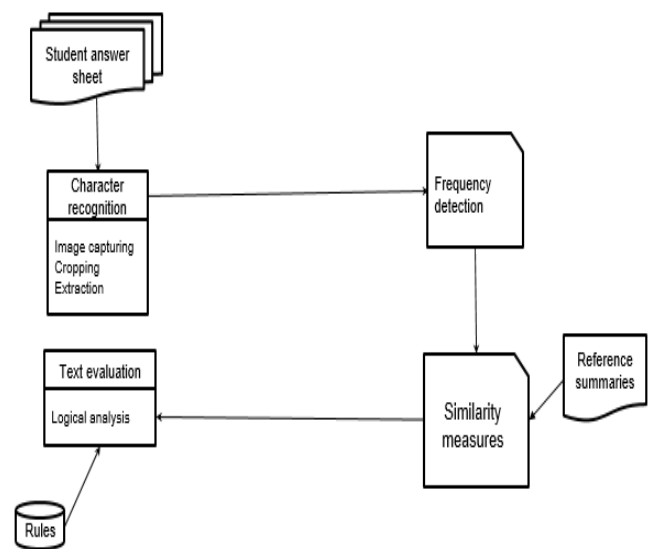 Student answer
sheet
Character
recognition
Image capturing
Cropping
Extraction
Frequency
detection
Similarity
measures
Reference
summaries
Text evaluation
Logical analysis
Rules